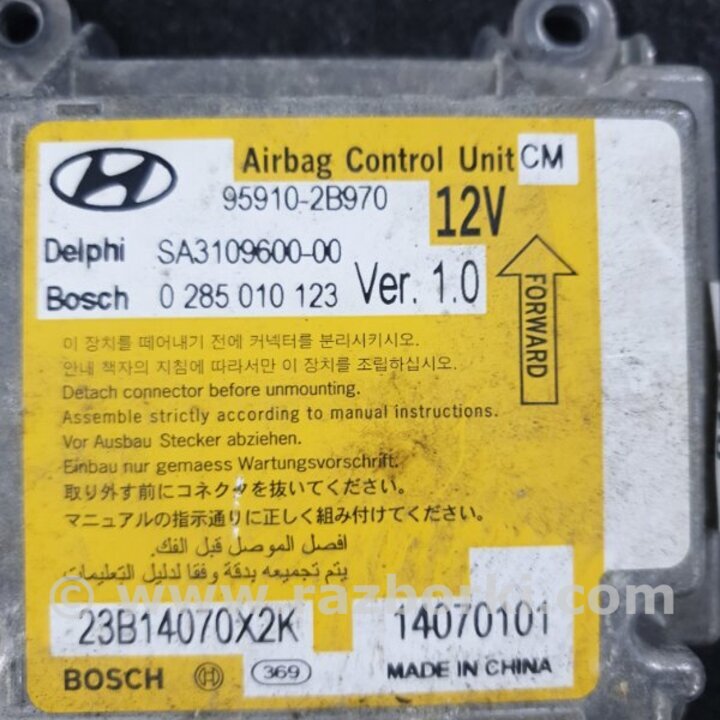 Airbag Control Unit CM
95910-2B970 12V
Delphi SA3109600-00
Bosch 0 285 010 123 Ver. 1.0
FORWARD
이 장치를 떼어내기 전에 커넥터를 분리시키시오.
안내 책자의 지침에 따라서만 이 장치를 조립하십시오.
Detach connector before unmounting.
Assemble strictly according to manual instructions.
Vor Ausbau Stecker abziehen.
Einbau nur gemaess Wartungsvorschrift.
取り外す前にコネクタを抜いてください。
マニュアルの指示通りに正しく組み付けてください。
افصل الموصل قبل الفك.
يتم تجميعه بدقة وفقا لدليل التعليمات
© www.razborki.com
23B14070X2K 14070101
BOSCH 369 MADE IN CHINA